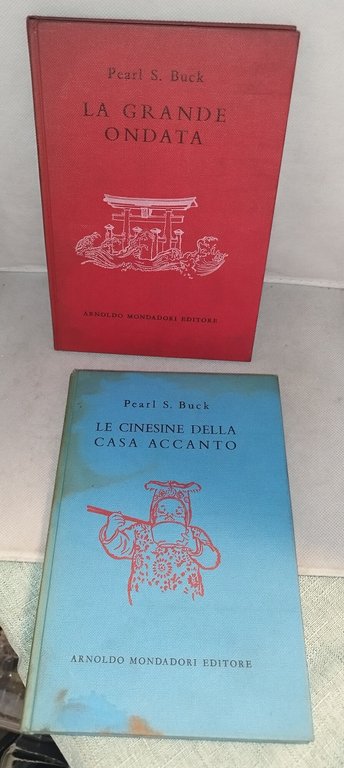 Pearl S. Buck
LA GRANDE
ONDATA
ARNOLDO MONDADORI EDITORE
Pearl S. Buck
LE CINESINE DELLA
CASA ACCANTO
ARNOLDO MONDADORI EDITORE